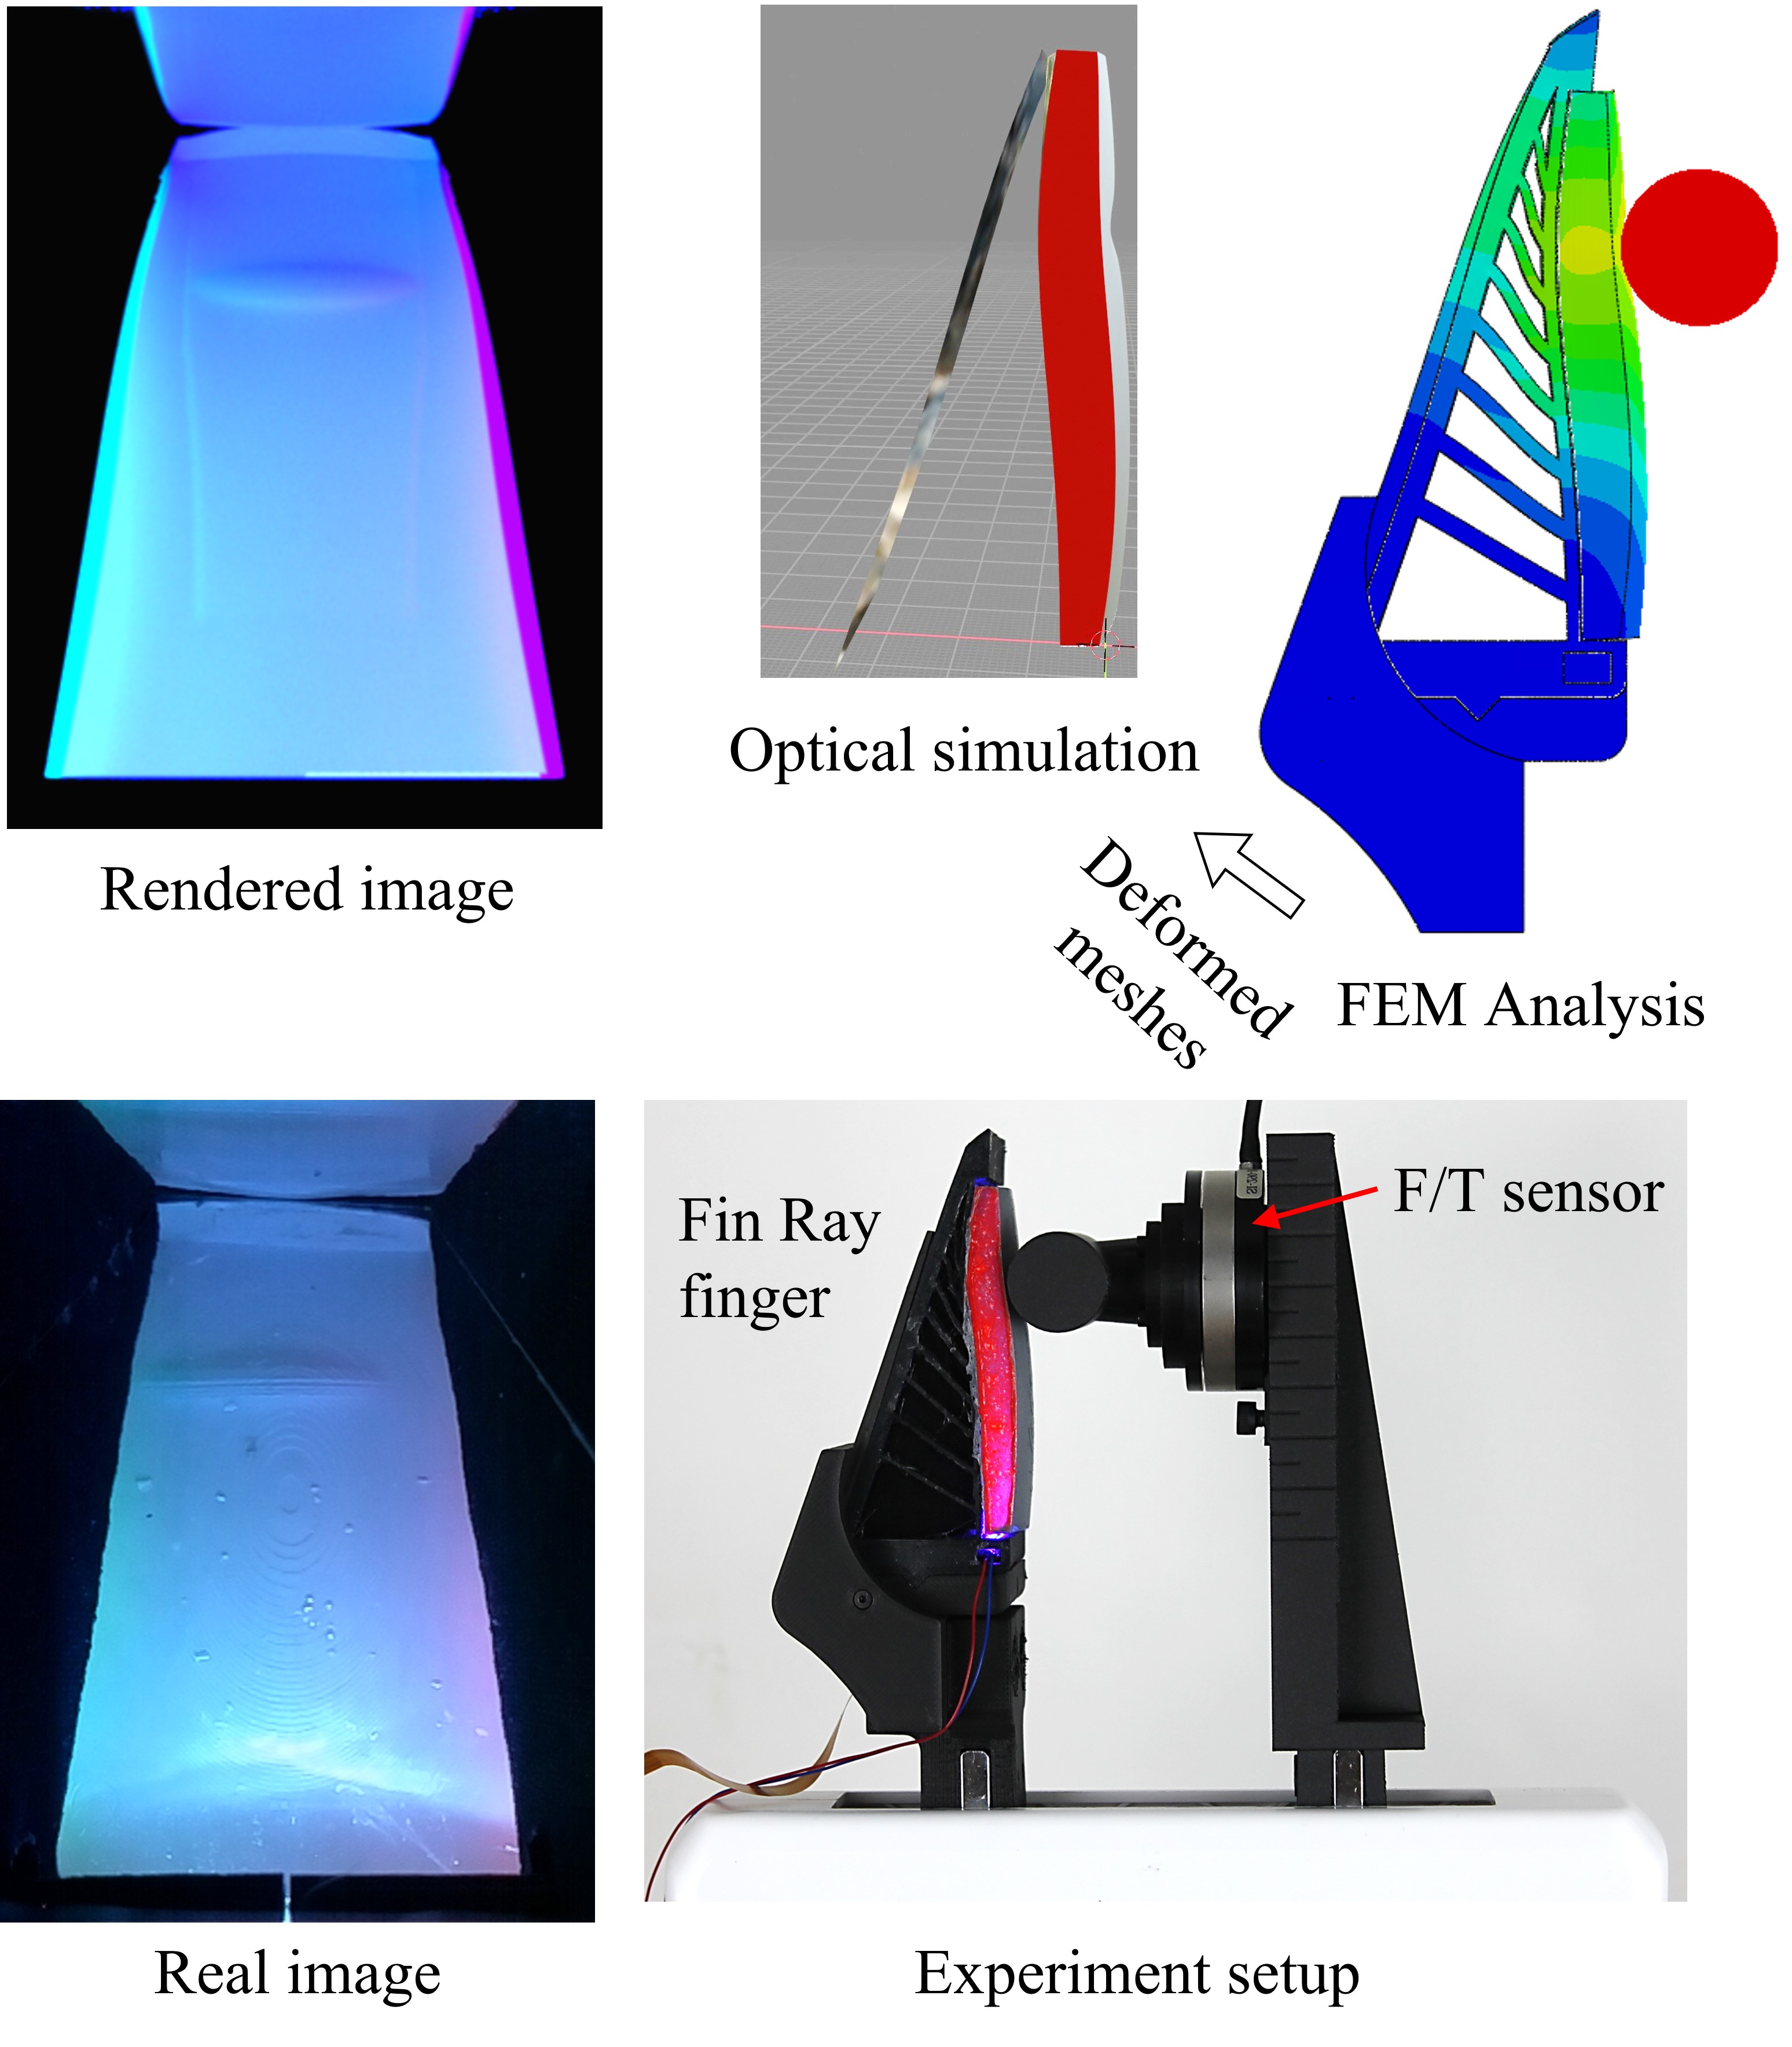 Optical simulation
Rendered image
Deformed
meshes
FEM Analysis
Fin Ray
finger
F/T sensor
Real image
Experiment setup